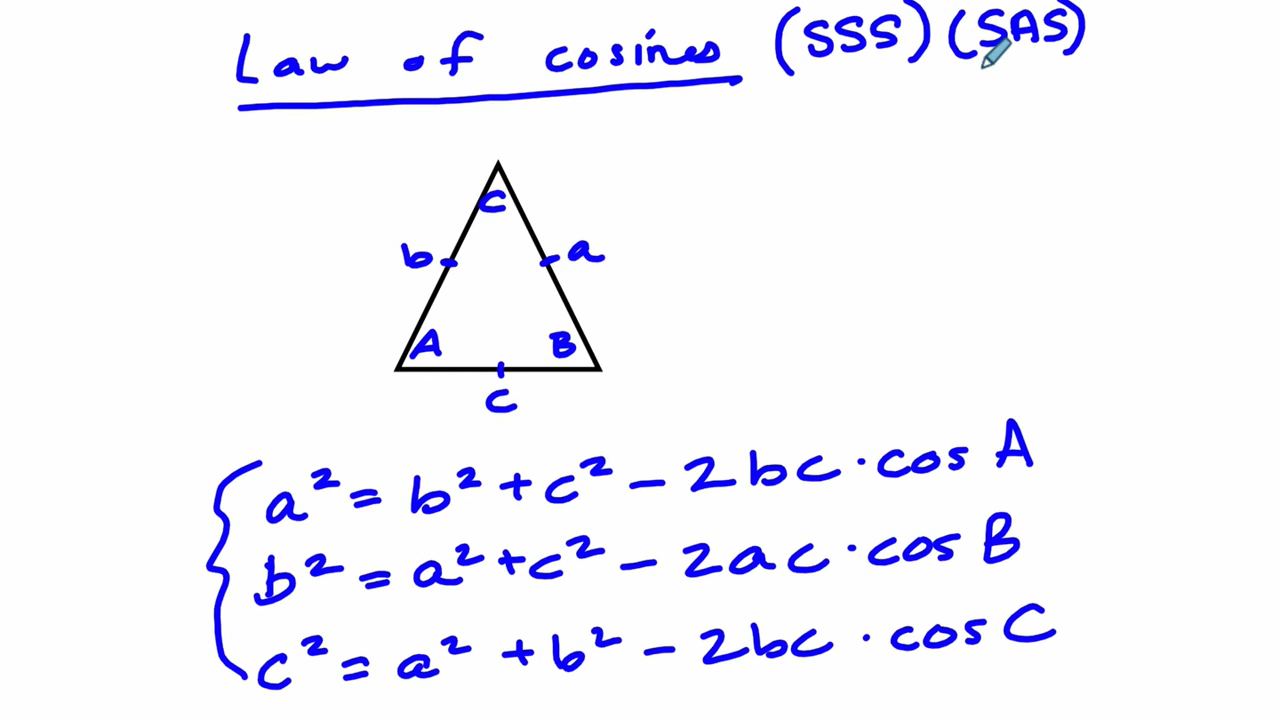 Law of cosines (SSS) (SAS)
C
b a
A B
c
a² = b² + c² - 2bc · cos A
b² = a² + c² - 2ac · cos B
c² = a² + b² - 2bc · cos C